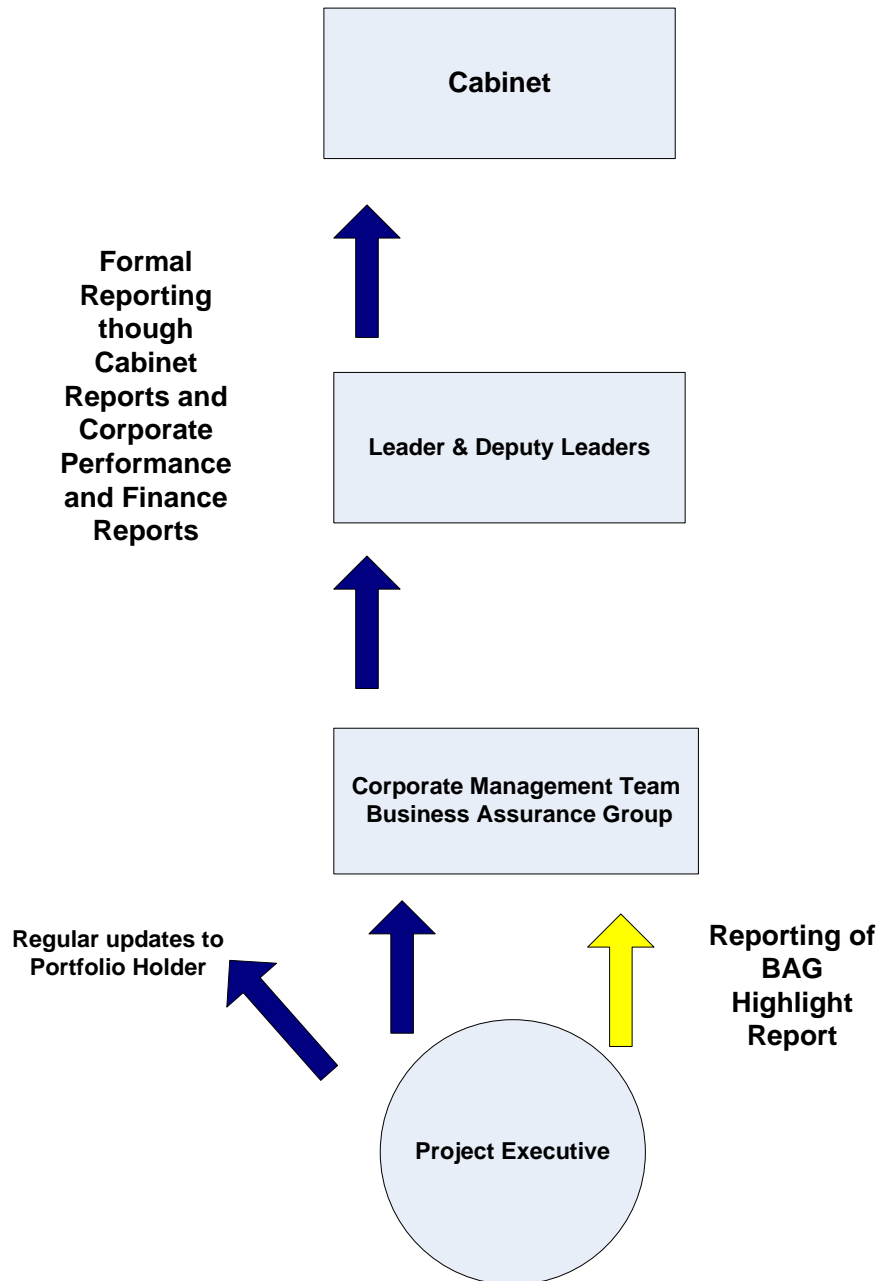 Cabinet
Formal
Reporting
though
Cabinet
Reports and
Corporate
Performance
and Finance
Reports
Leader & Deputy Leaders
Corporate Management Team
Business Assurance Group
Regular updates to
Portfolio Holder
Reporting of
BAG
Highlight
Report
Project Executive